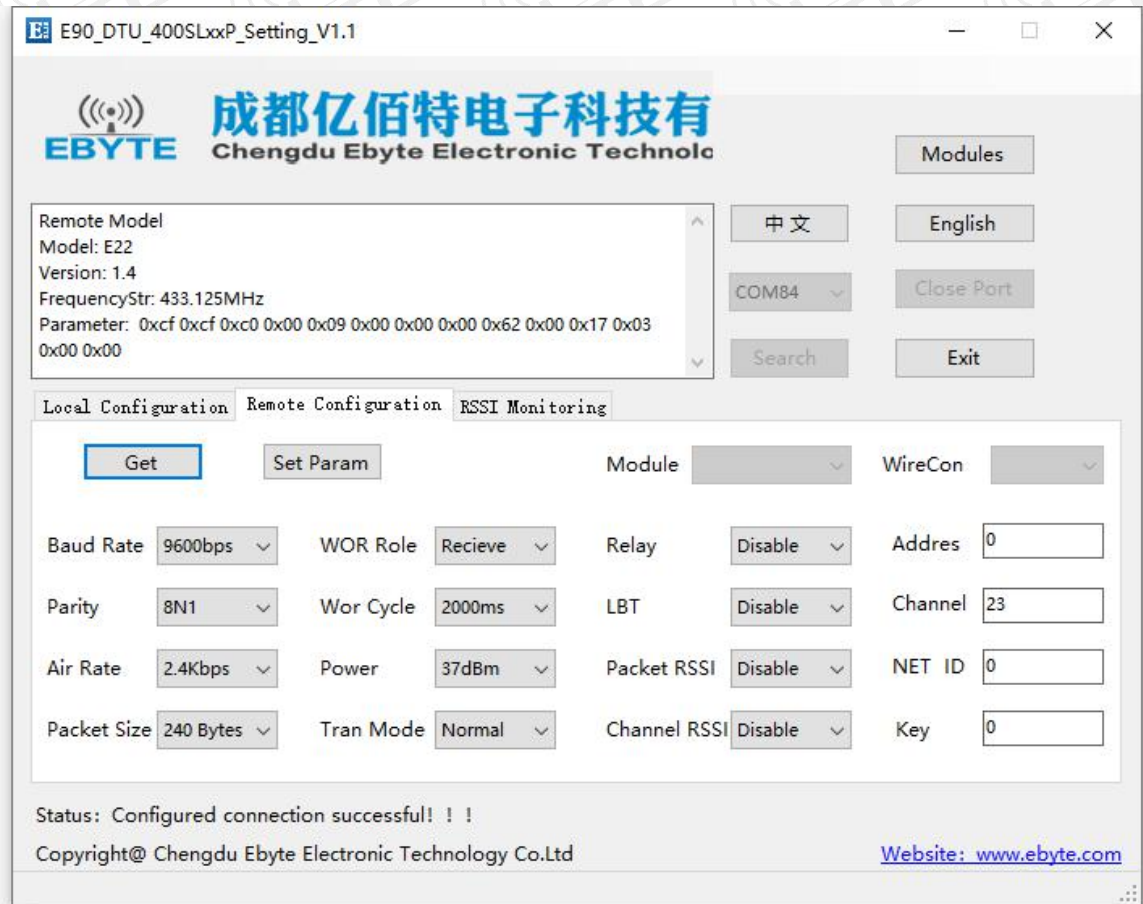 E90_DTU_400SLxxP_Setting_V1.1
成都亿佰特电子科技有
EBYTE Chengdu Ebyte Electronic Technolo
Modules
Remote Model
Model: E22
Version: 1.4
FrequencyStr: 433.125MHz
Parameter: 0xcf 0xcf 0xc0 0x00 0x09 0x00 0x00 0x00 0x62 0x00 0x17 0x03
0x00 0x00
中文 English
COM84 Close Port
Search Exit
Local Configuration Remote Configuration RSSI Monitoring
Get Set Param Module WireCon
Baud Rate 9600bps WOR Role Recieve Relay Disable Addres 0
Parity 8N1 Wor Cycle 2000ms LBT Disable Channel 23
Air Rate 2.4Kbps Power 37dBm Packet RSSI Disable NET ID 0
Packet Size 240 Bytes Tran Mode Normal Channel RSSI Disable Key 0
Status: Configured connection successful! ! !
Copyright@ Chengdu Ebyte Electronic Technology Co.Ltd Website: www.ebyte.com